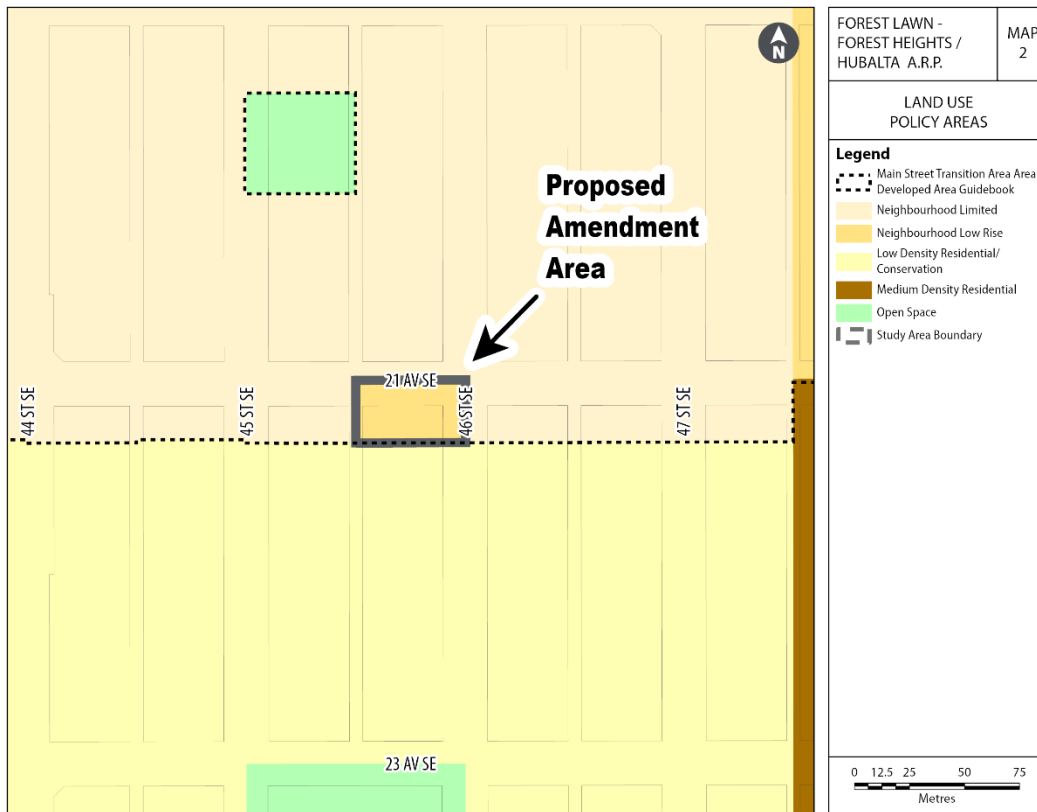 FOREST LAWN -
FOREST HEIGHTS /
HUBALTA A.R.P.
MAP
2
LAND USE
POLICY AREAS
Legend
Main Street Transition Area Area
Developed Area Guidebook
Neighbourhood Limited
Neighbourhood Low Rise
Low Density Residential/
Conservation
Medium Density Residential
Open Space
Study Area Boundary
N
Proposed
Amendment
Area
21 AV SE
44 ST SE
45 ST SE
46 ST SE
47 ST SE
23 AV SE
0 12.5 25 50 75
Metres